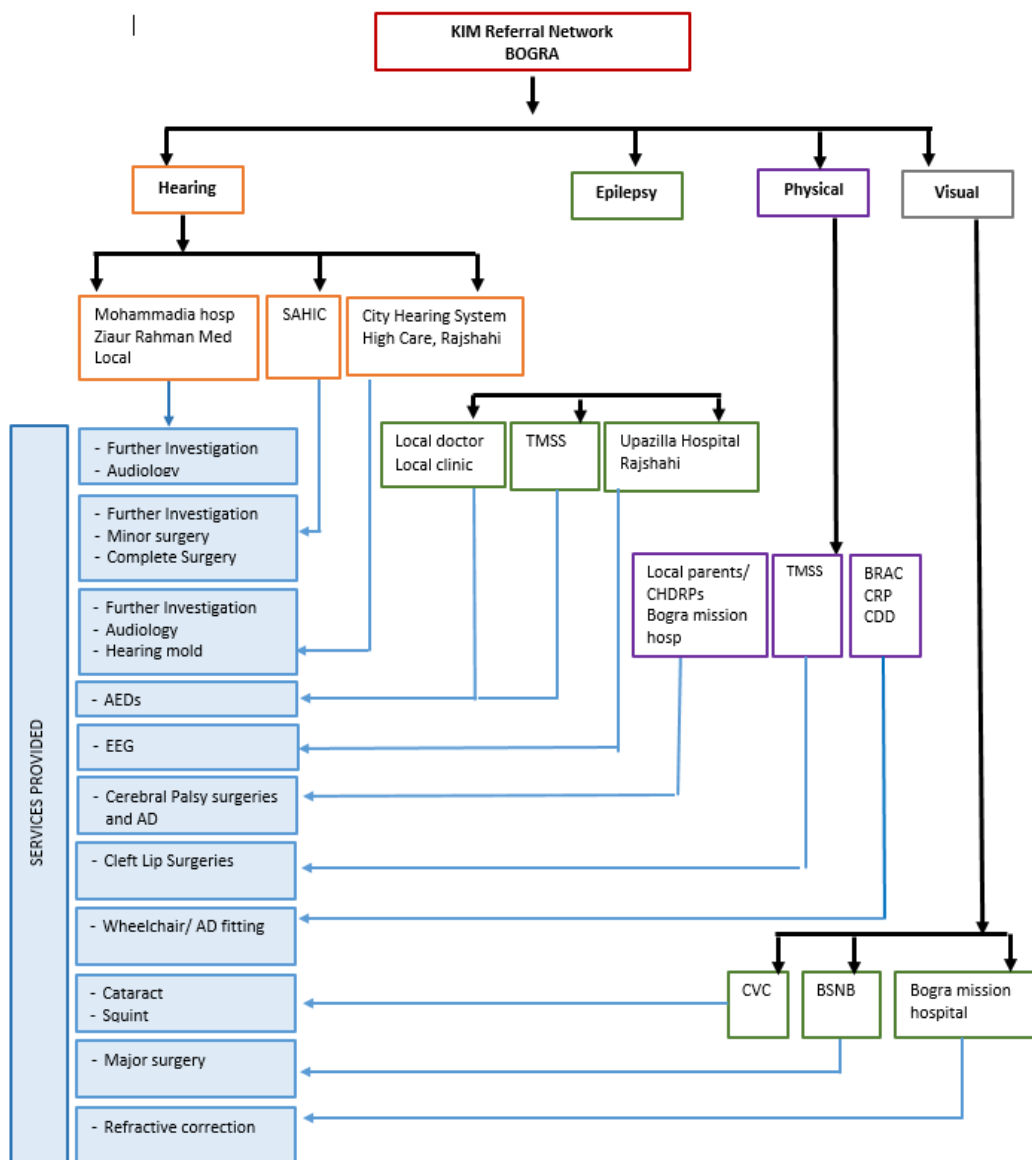 KIM Referral Network
BOGRA
Hearing
Epilepsy
Physical
Visual
Mohammadia hosp
Ziaur Rahman Med
Local
SAHIC
City Hearing System
High Care, Rajshahi
Local doctor
Local clinic
TMSS
Upazilla Hospital
Rajshahi
Local parents/
CHDRPs
Bogra mission
hosp
TMSS
BRAC
CRP
CDD
CVC
BSNB
Bogra mission
hospital
SERVICES PROVIDED
- Further Investigation
- Audiology
- Further Investigation
- Minor surgery
- Complete Surgery
- Further Investigation
- Audiology
- Hearing mold
- AEDs
- EEG
- Cerebral Palsy surgeries
and AD
- Cleft Lip Surgeries
- Wheelchair/ AD fitting
- Cataract
- Squint
- Major surgery
- Refractive correction